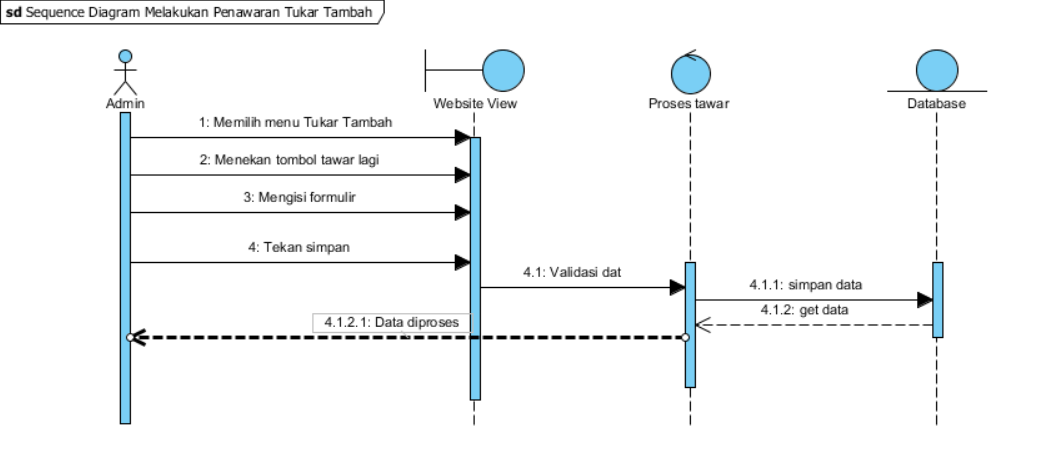 sd Sequence Diagram Melakukan Penawaran Tukar Tambah
Admin
Website View
Proses tawar
Database
1: Memilih menu Tukar Tambah
2: Menekan tombol tawar lagi
3: Mengisi formulir
4: Tekan simpan
4.1: Validasi dat
4.1.1: simpan data
4.1.2: get data
4.1.2.1: Data diproses